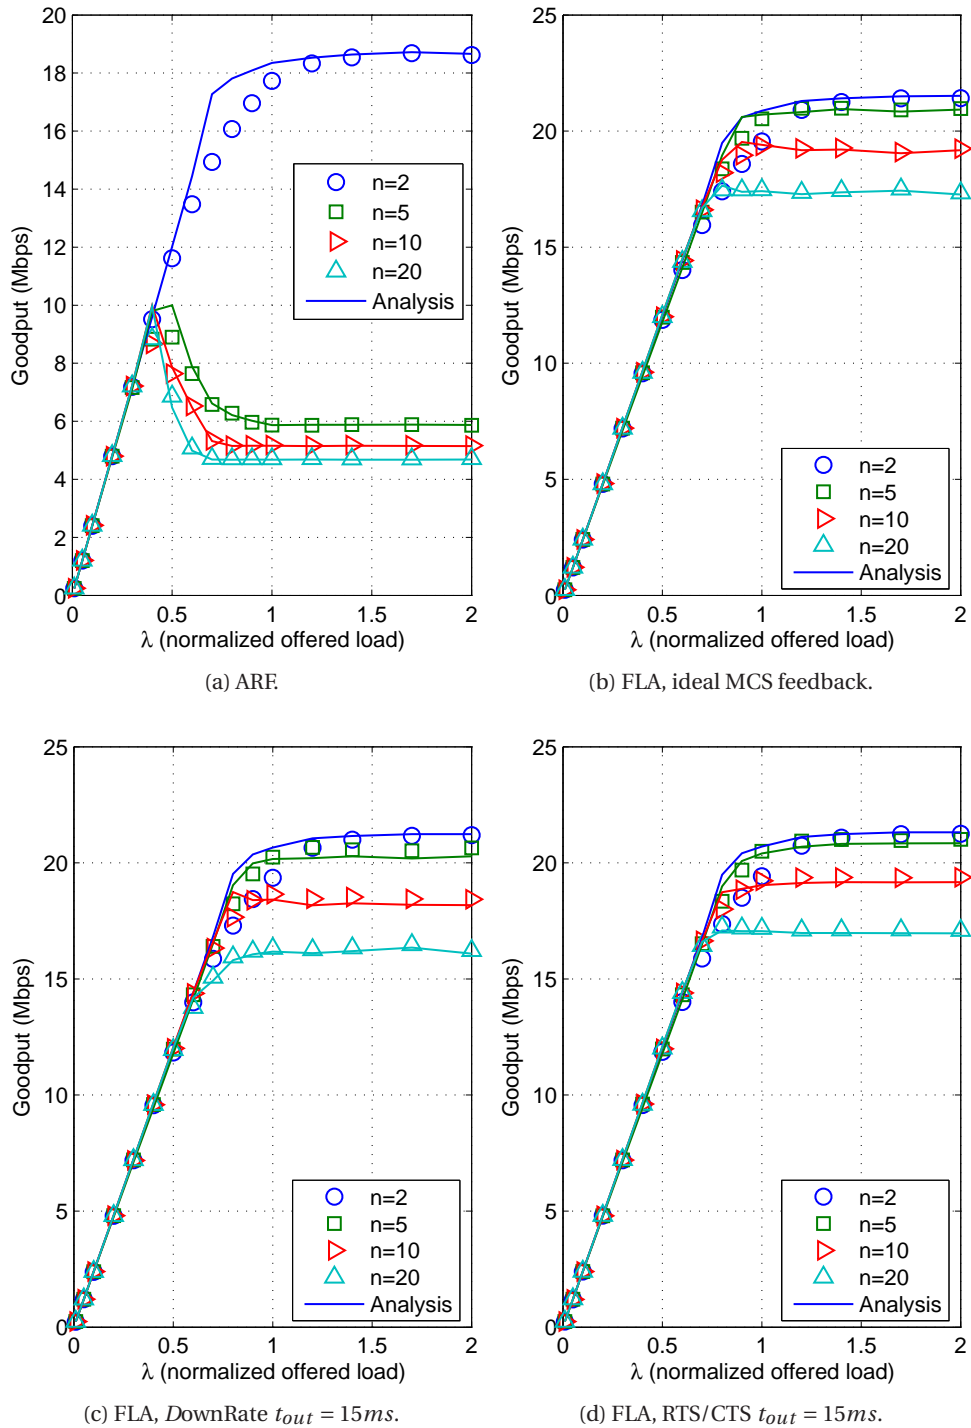 20
18
16
14
12
10
8
6
4
2
0
Goodput (Mbps)
n=2
n=5
n=10
n=20
Analysis
0 0.5 1 1.5 2
λ (normalized offered load)
(a) ARF.
25
20
15
10
5
0
Goodput (Mbps)
n=2
n=5
n=10
n=20
Analysis
0 0.5 1 1.5 2
λ (normalized offered load)
(b) FLA, ideal MCS feedback.
25
20
15
10
5
0
Goodput (Mbps)
n=2
n=5
n=10
n=20
Analysis
0 0.5 1 1.5 2
λ (normalized offered load)
(c) FLA, DownRate t_out = 15ms.
25
20
15
10
5
0
Goodput (Mbps)
n=2
n=5
n=10
n=20
Analysis
0 0.5 1 1.5 2
λ (normalized offered load)
(d) FLA, RTS/CTS t_out = 15ms.